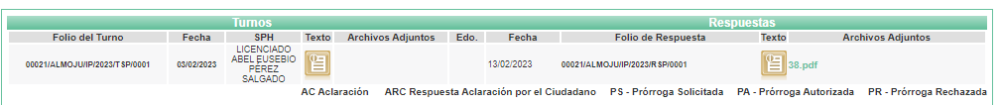 Turnos Respuestas
Folio del Turno Fecha SPH Texto Archivos Adjuntos Edo. Fecha Folio de Respuesta Texto Archivos Adjuntos
00021/ALMOJU/IP/2023/TSP/0001 03/02/2023 LICENCIADO ABEL EUSEBIO PÉREZ SALGADO 13/02/2023 00021/ALMOJU/IP/2023/RSP/0001 38.pdf
AC Aclaración ARC Respuesta Aclaración por el Ciudadano PS - Prórroga Solicitada PA - Prórroga Autorizada PR - Prórroga Rechazada